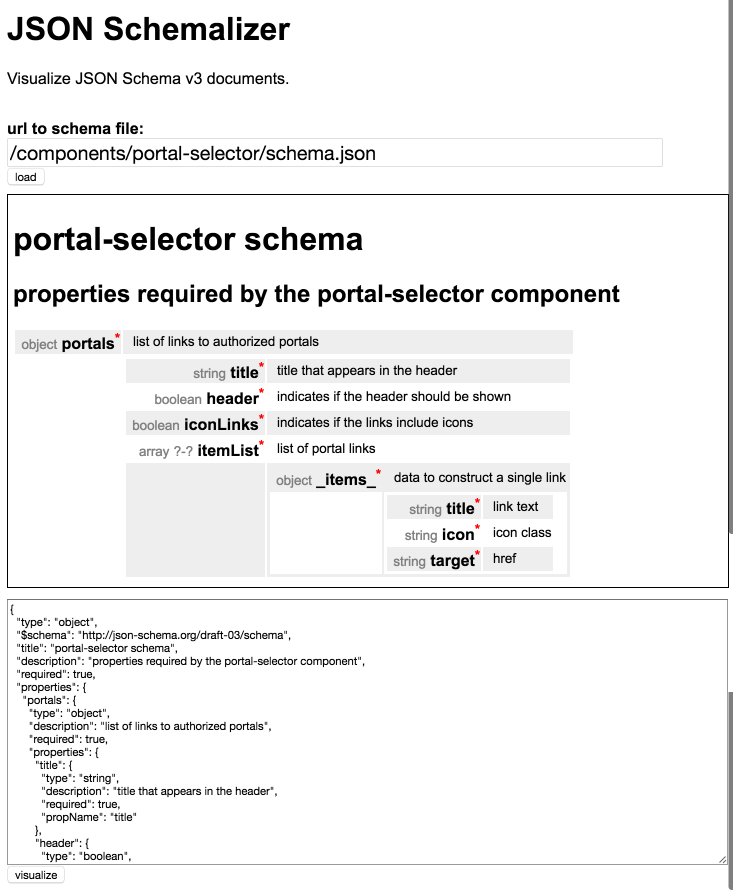 JSON Schemalizer
Visualize JSON Schema v3 documents.
url to schema file:
/components/portal-selector/schema.json
load
portal-selector schema
properties required by the portal-selector component
object portals* list of links to authorized portals
string title* title that appears in the header
boolean header* indicates if the header should be shown
boolean iconLinks* indicates if the links include icons
array ?-? itemList* list of portal links
object _items_* data to construct a single link
string title* link text
string icon* icon class
string target* href
{
"type": "object",
"$schema": "http://json-schema.org/draft-03/schema",
"title": "portal-selector schema",
"description": "properties required by the portal-selector component",
"required": true,
"properties": {
"portals": {
"type": "object",
"description": "list of links to authorized portals",
"required": true,
"properties": {
"title": {
"type": "string",
"description": "title that appears in the header",
"required": true,
"propName": "title"
},
"header": {
"type": "boolean",
visualize